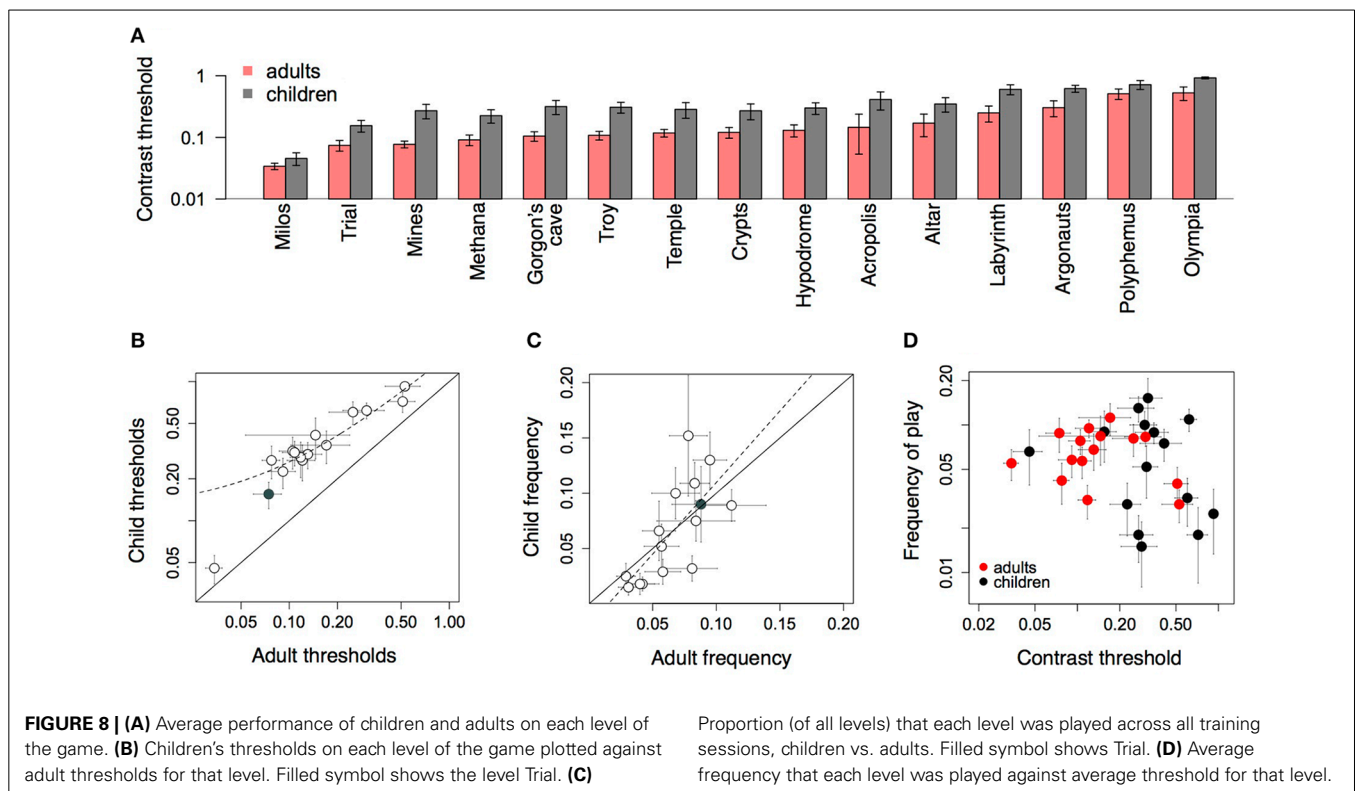 A
Contrast threshold
1
0.1
0.01
adults
children
Milos
Trial
Mines
Methana
Gorgon's
cave
Troy
Temple
Crypts
Hypodrome
Acropolis
Altar
Labyrinth
Argonauts
Polyphemus
Olympia
B
Child thresholds
0.50
0.20
0.05
0.05 0.10 0.20 0.50 1.00
Adult thresholds
C
Child frequency
0.20
0.15
0.10
0.05
0.05 0.10 0.15 0.20
Adult frequency
D
Frequency of play
0.20
0.05
0.01
adults
children
0.02 0.05 0.20 0.50
Contrast threshold
FIGURE 8 | (A) Average performance of children and adults on each level of
the game. (B) Children's thresholds on each level of the game plotted against
adult thresholds for that level. Filled symbol shows the level Trial. (C)
Proportion (of all levels) that each level was played across all training
sessions, children vs. adults. Filled symbol shows Trial. (D) Average
frequency that each level was played against average threshold for that level.